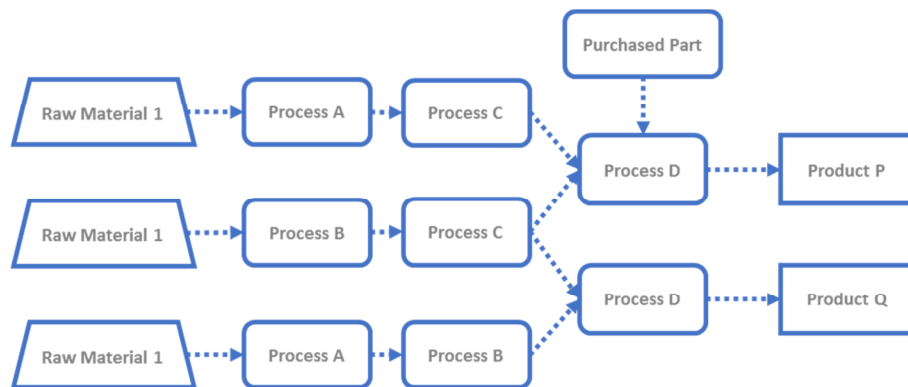 Purchased Part
Raw Material 1
Process A
Process C
Process D
Product P
Raw Material 1
Process B
Process C
Process D
Product Q
Raw Material 1
Process A
Process B